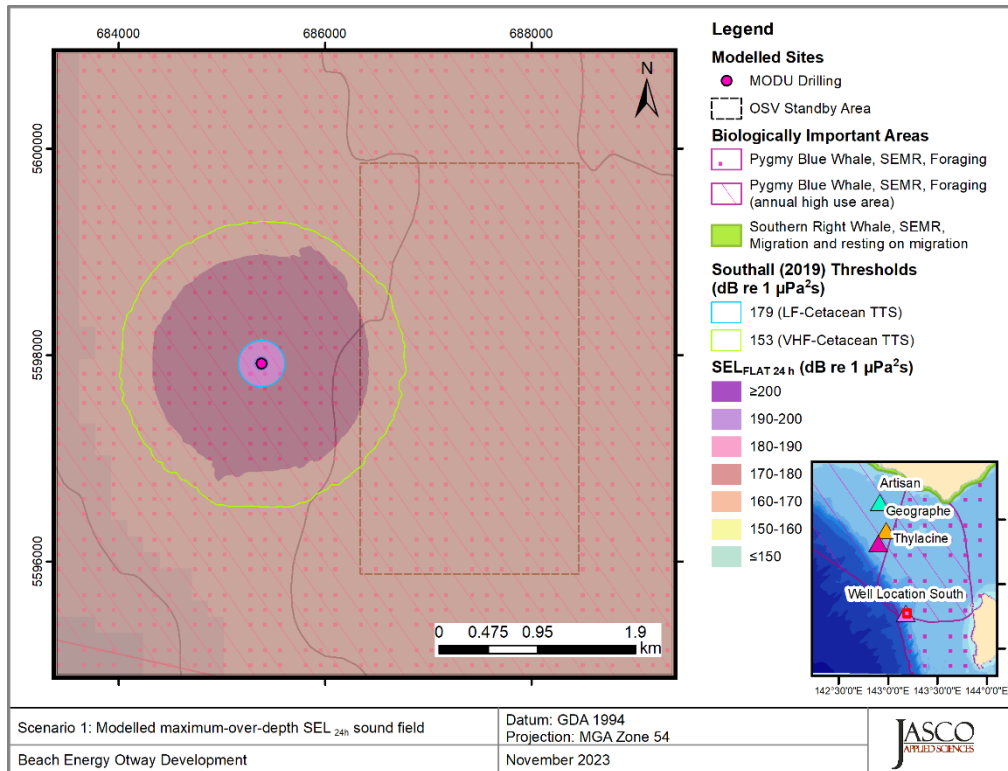 684000
686000
688000
5600000
5598000
5596000
N
0
0.475
0.95
1.9
km
Legend
Modelled Sites
MODU Drilling
OSV Standby Area
Biologically Important Areas
Pygmy Blue Whale, SEMR, Foraging
Pygmy Blue Whale, SEMR, Foraging
(annual high use area)
Southern Right Whale, SEMR,
Migration and resting on migration
Southall (2019) Thresholds
(dB re 1 µPa²s)
179 (LF-Cetacean TTS)
153 (VHF-Cetacean TTS)
SEL FLAT 24 h (dB re 1 µPa²s)
≥200
190-200
180-190
170-180
160-170
150-160
≤150
Artisan
Geographe
Thylacine
Well Location South
142°30'0"E
143°0'0"E
143°30'0"E
144°0'0"E
Scenario 1: Modelled maximum-over-depth SEL 24h sound field
Beach Energy Otway Development
Datum: GDA 1994
Projection: MGA Zone 54
November 2023
JASCO
APPLIED SCIENCES